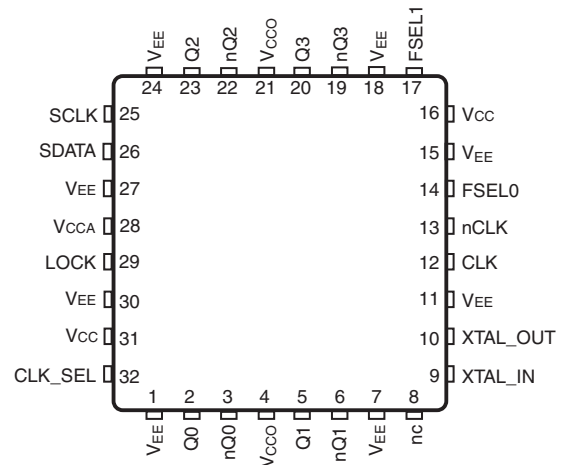 VEE Q2 nQ2 VCCO Q3 nQ3 VEE FSEL1
24 23 22 21 20 19 18 17
SCLK 25 16 VCC
SDATA 26 15 VEE
VEE 27 14 FSEL0
VCCA 28 13 nCLK
LOCK 29 12 CLK
VEE 30 11 VEE
VCC 31 10 XTAL_OUT
CLK_SEL 32 9 XTAL_IN
1 2 3 4 5 6 7 8
VEE Q0 nQ0 VCCO Q1 nQ1 VEE nc